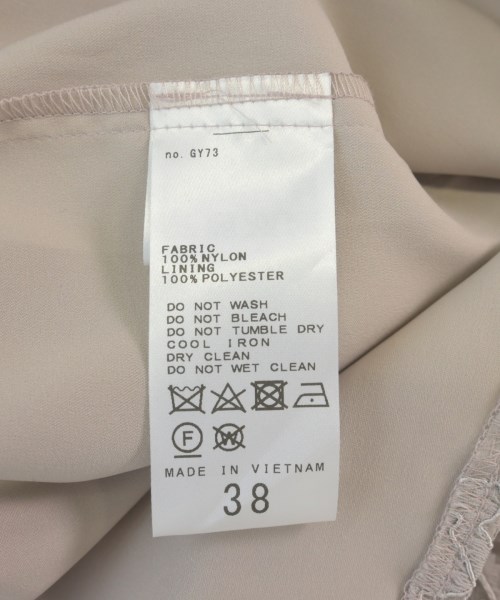 no. GY73
FABRIC
100%NYLON
LINING
100%POLYESTER
DO NOT WASH
DO NOT BLEACH
DO NOT TUMBLE DRY
COOL IRON
DRY CLEAN
DO NOT WET CLEAN
F W
MADE IN VIETNAM
38